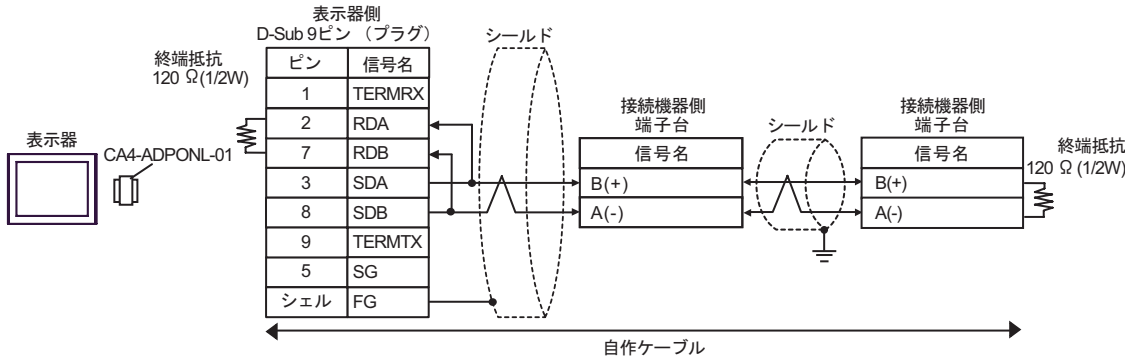 表示器側
D-Sub 9ピン （プラグ）
シールド
終端抵抗
120 Ω(1/2W)
ピン 信号名
1 TERMRX
2 RDA
7 RDB
3 SDA
8 SDB
9 TERMTX
5 SG
シェル FG
表示器
CA4-ADPONL-01
接続機器側
端子台
信号名
B(+)
A(-)
シールド
接続機器側
端子台
信号名
B(+)
A(-)
終端抵抗
120 Ω (1/2W)
自作ケーブル